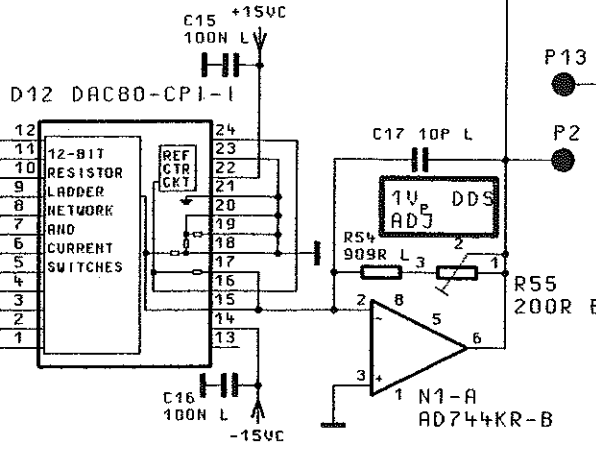 +15VC
C15
100N L
P13
D12 DAC80-CPI-I
12
11
10
9
8
7
6
5
4
3
2
1
12-BIT
RESISTOR
LADDER
NETWORK
AND
CURRENT
SWITCHES
REF
CTR
CKT
24
23
22
21
20
19
18
17
16
15
14
13
C17 10P L
P2
1Vp DDS
ADJ
R54
909R L
3
2
1
R55
200R
2
-
8
5
6
3
+
1
N1-A
AD744KR-B
C16
100N L
-15VC